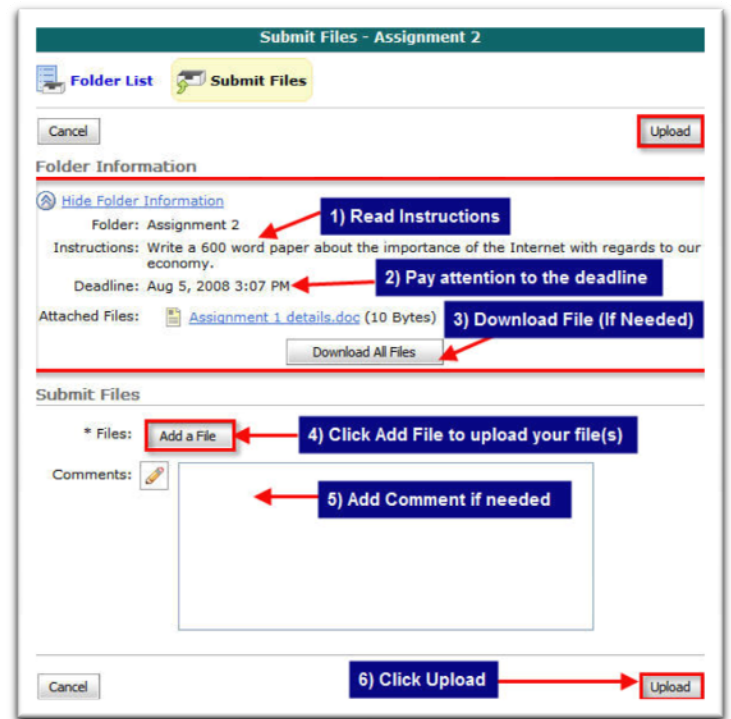 Submit Files - Assignment 2
Folder List Submit Files
Cancel Upload
Folder Information
Hide Folder Information
1) Read Instructions
Folder: Assignment 2
Instructions: Write a 600 word paper about the importance of the Internet with regards to our
economy.
2) Pay attention to the deadline
Deadline: Aug 5, 2008 3:07 PM
Attached Files: Assignment 1 details.doc (10 Bytes) 3) Download File (If Needed)
Download All Files
Submit Files
* Files: Add a File 4) Click Add File to upload your file(s)
Comments:
5) Add Comment if needed
6) Click Upload
Cancel Upload